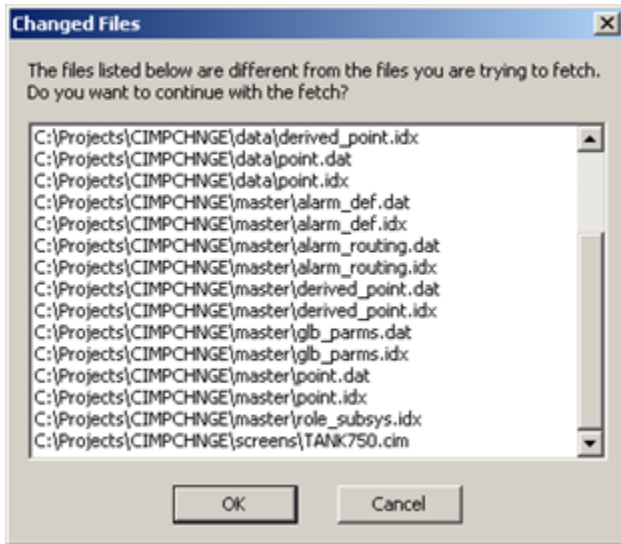 Changed Files
The files listed below are different from the files you are trying to fetch.
Do you want to continue with the fetch?
C:\Projects\CIMPCHNGE\data\derived_point.idx
C:\Projects\CIMPCHNGE\data\point.dat
C:\Projects\CIMPCHNGE\data\point.idx
C:\Projects\CIMPCHNGE\master\alarm_def.dat
C:\Projects\CIMPCHNGE\master\alarm_def.idx
C:\Projects\CIMPCHNGE\master\alarm_routing.dat
C:\Projects\CIMPCHNGE\master\alarm_routing.idx
C:\Projects\CIMPCHNGE\master\derived_point.dat
C:\Projects\CIMPCHNGE\master\derived_point.idx
C:\Projects\CIMPCHNGE\master\glb_parms.dat
C:\Projects\CIMPCHNGE\master\glb_parms.idx
C:\Projects\CIMPCHNGE\master\point.dat
C:\Projects\CIMPCHNGE\master\point.idx
C:\Projects\CIMPCHNGE\master\role_subsys.idx
C:\Projects\CIMPCHNGE\screens\TANK750.cim
OK Cancel